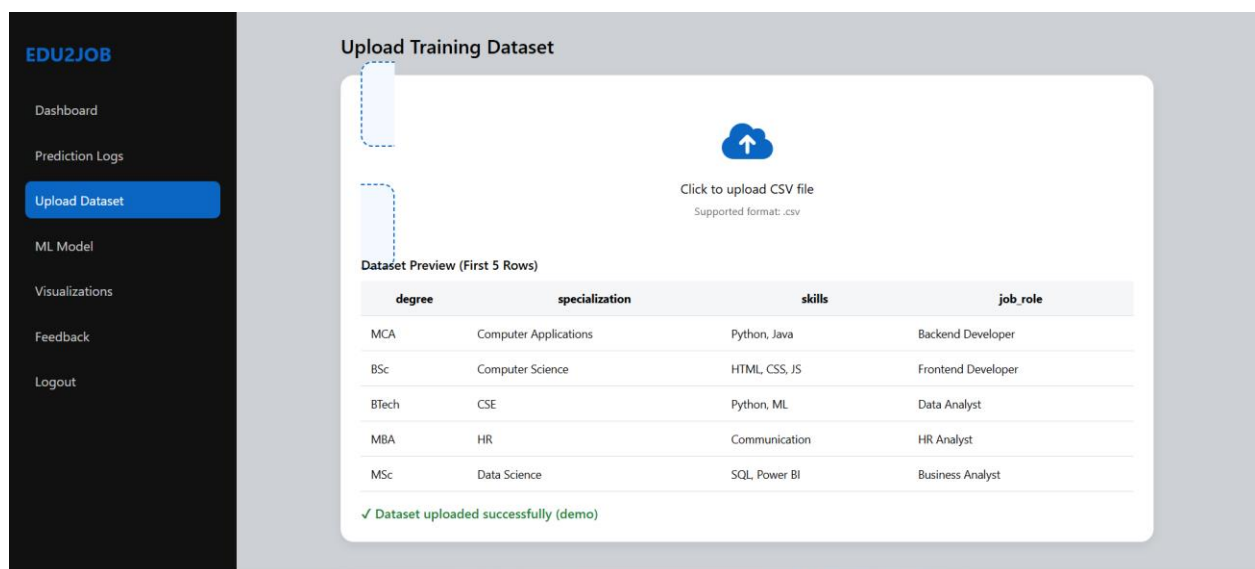 EDU2JOB
Dashboard
Prediction Logs
Upload Dataset
ML Model
Visualizations
Feedback
Logout
Upload Training Dataset
Click to upload CSV file
Supported format: .csv
Dataset Preview (First 5 Rows)
degree specialization skills job_role
MCA Computer Applications Python, Java Backend Developer
BSc Computer Science HTML, CSS, JS Frontend Developer
BTech CSE Python, ML Data Analyst
MBA HR Communication HR Analyst
MSc Data Science SQL, Power BI Business Analyst
✓ Dataset uploaded successfully (demo)